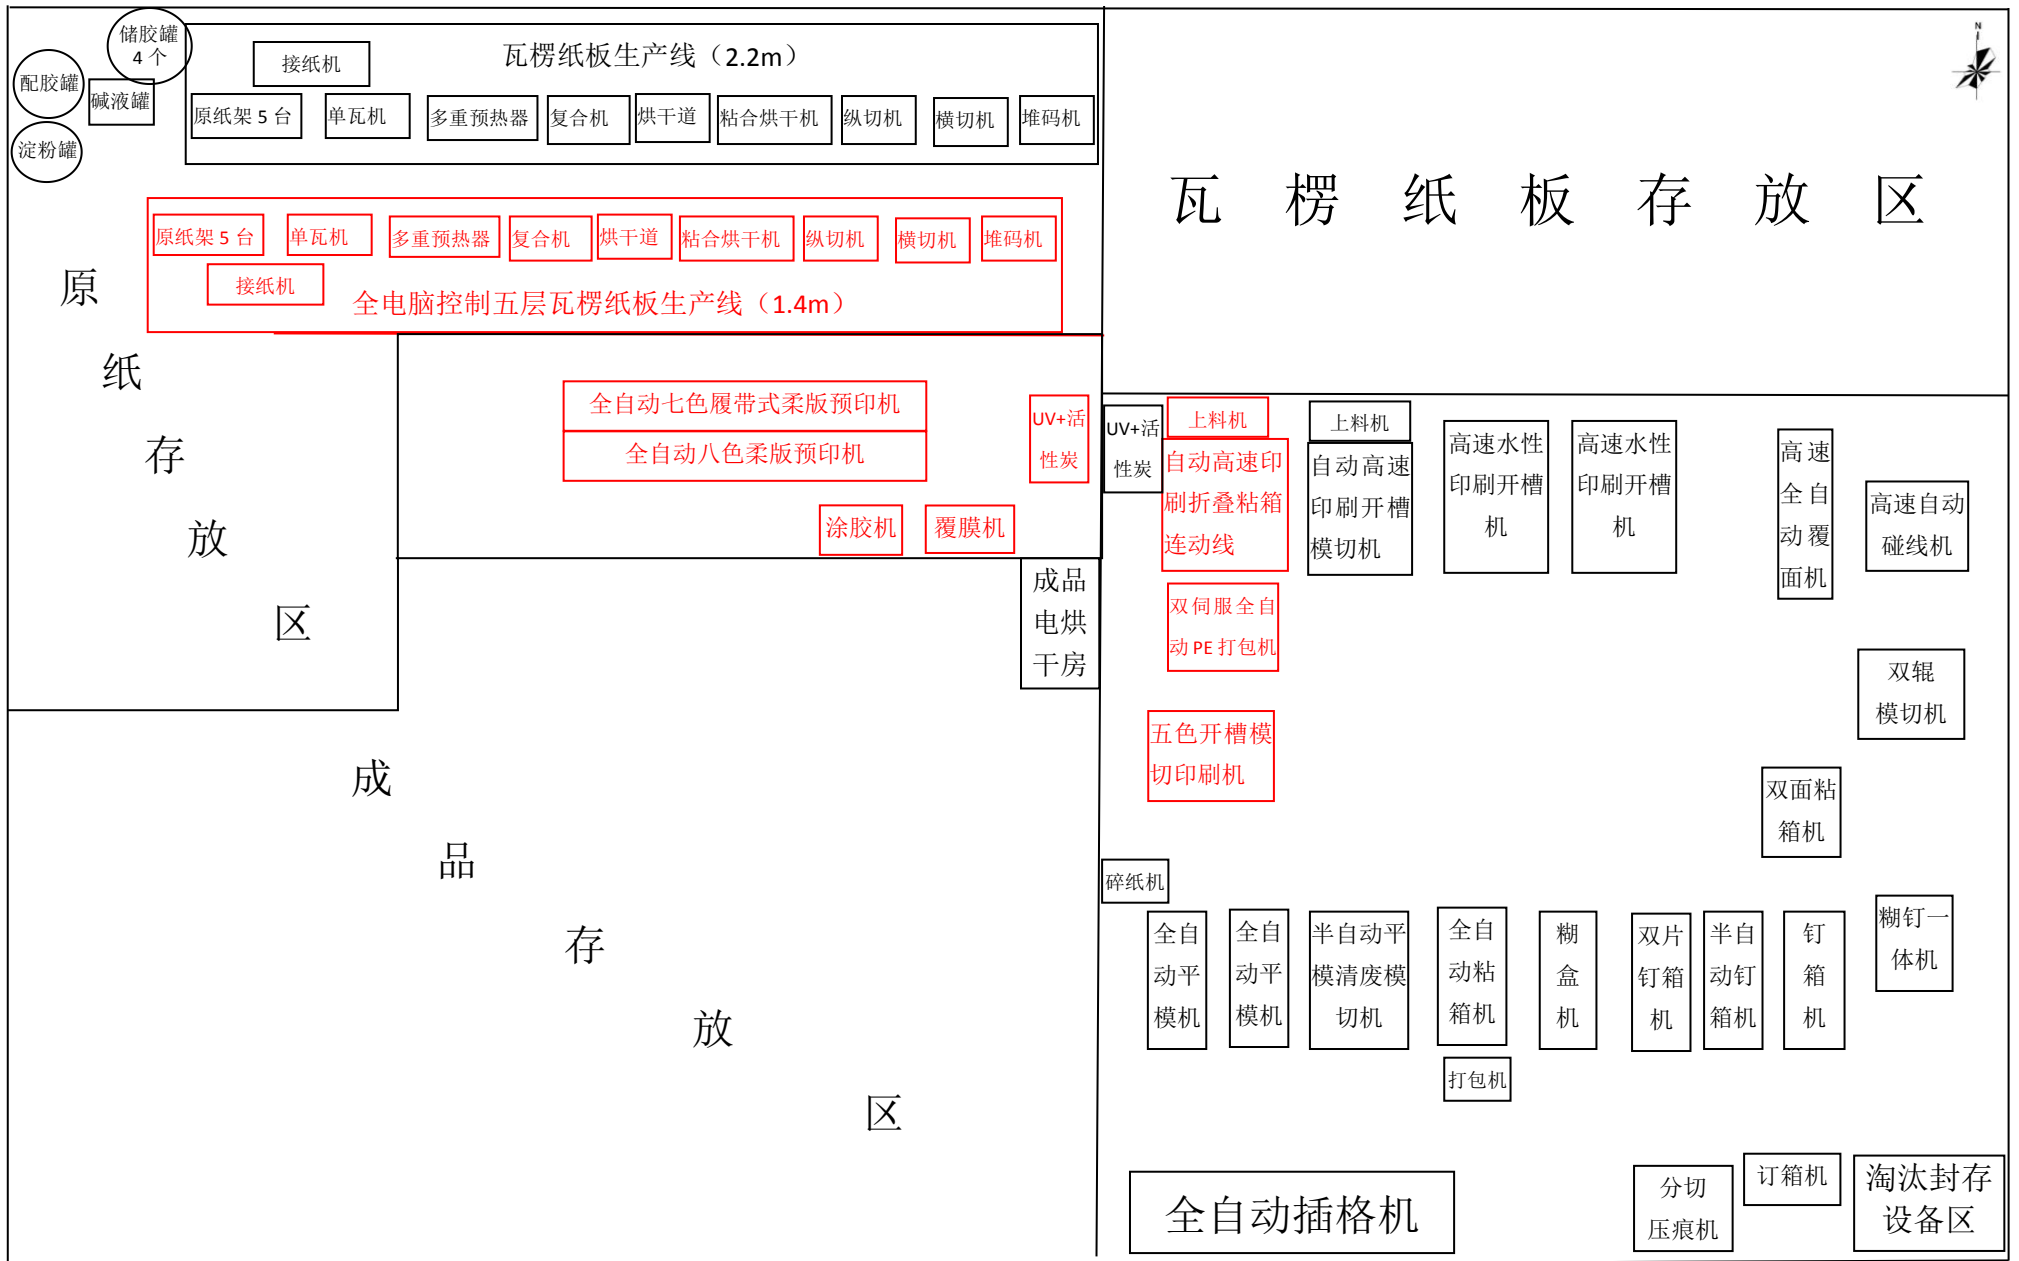 储胶罐
4 个
配胶罐
碱液罐
淀粉罐
接纸机
瓦楞纸板生产线（2.2m）
原纸架 5 台
单瓦机
多重预热器
复合机
烘干道
粘合烘干机
纵切机
横切机
堆码机
N
瓦楞纸板存放区
原纸架 5 台
单瓦机
多重预热器
复合机
烘干道
粘合烘干机
纵切机
横切机
堆码机
接纸机
全电脑控制五层瓦楞纸板生产线（1.4m）
原
纸
存
放
区
全自动七色履带式柔版预印机
全自动八色柔版预印机
UV+活
性炭
涂胶机
覆膜机
UV+活
性炭
上料机
自动高速印
刷折叠粘箱
连动线
上料机
自动高速
印刷开槽
模切机
高速水性
印刷开槽
机
高速水性
印刷开槽
机
高速
全自
动覆
面机
高速自动
碰线机
成品
电烘
干房
双伺服全自
动 PE 打包机
双辊
模切机
五色开槽模
切印刷机
双面粘
箱机
成
品
存
放
区
碎纸机
全自
动平
模机
全自
动平
模机
半自动平
模清废模
切机
全自
动粘
箱机
糊
盒
机
双片
钉箱
机
半自
动钉
箱机
钉
箱
机
糊钉一
体机
打包机
全自动插格机
分切
压痕机
订箱机
淘汰封存
设备区